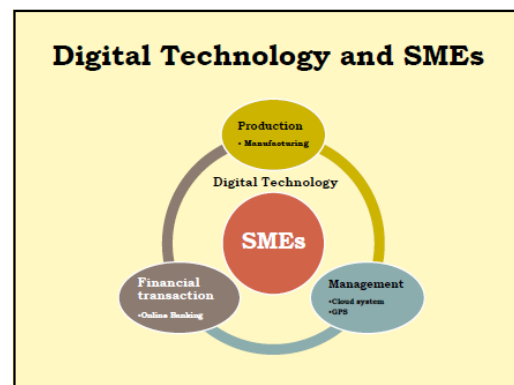 Digital Technology and SMEs
Production
• Manufacturing
Digital Technology
SMEs
Financial
transaction
•Online Banking
Management
•Cloud system
•GPS